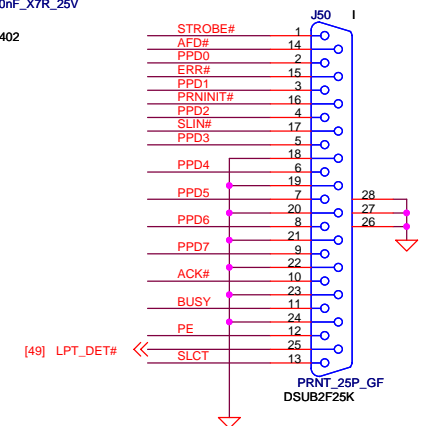 0nF_X7R_25V
J50 I
402
STROBE# 1
AFD# 14
PPD0 2
ERR# 15
PPD1 3
PRNINIT# 16
PPD2 4
SLIN# 17
PPD3 5
18
PPD4 6
19
PPD5 7 28
20 27
PPD6 8 26
21
PPD7 9
22
ACK# 10
23
BUSY 11
24
PE 12
[49] LPT_DET# 25
SLCT 13
PRNT_25P_GF
DSUB2F25K